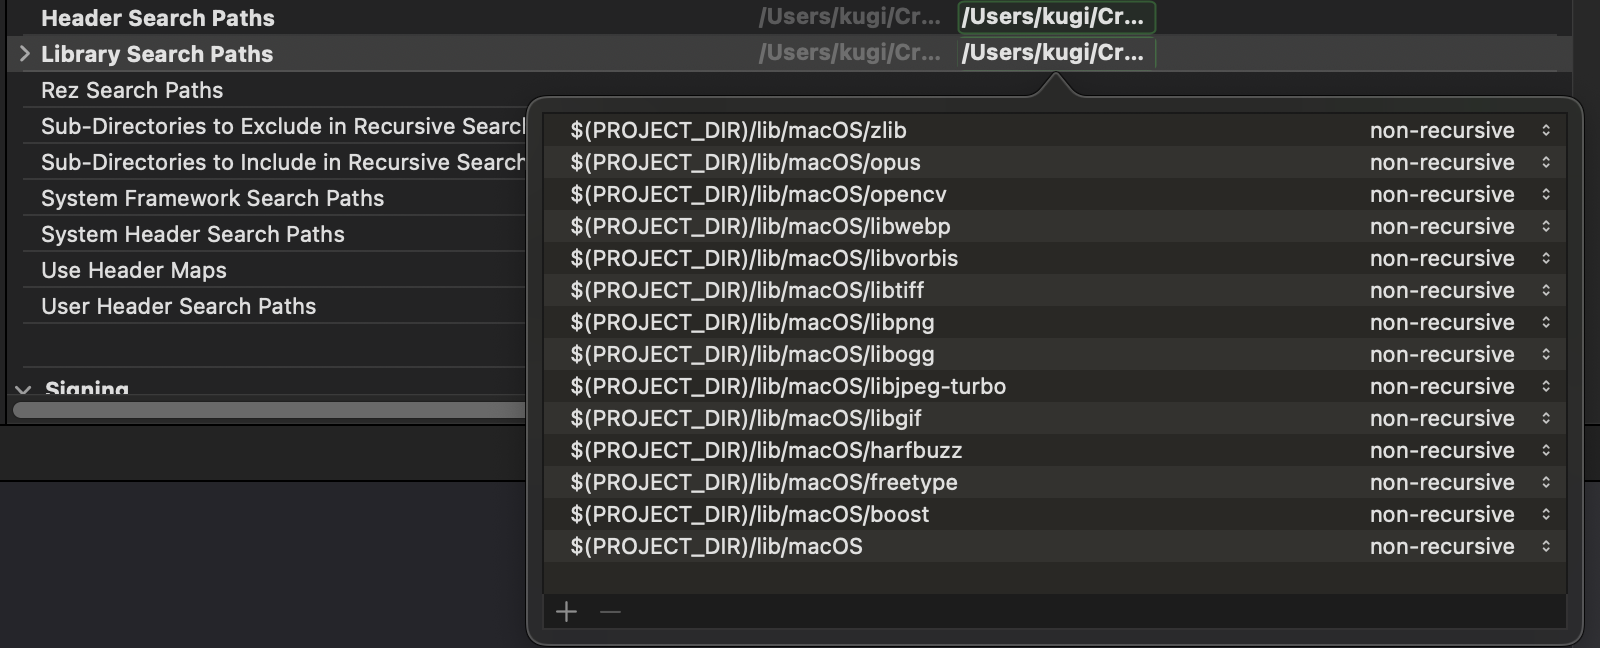 Header Search Paths /Users/kugi/Cr... /Users/kugi/Cr...
Library Search Paths /Users/kugi/Cr... /Users/kugi/Cr...
Rez Search Paths
Sub-Directories to Exclude in Recursive Searc
Sub-Directories to Include in Recursive Search
System Framework Search Paths
System Header Search Paths
Use Header Maps
User Header Search Paths
Signing
$(PROJECT_DIR)/lib/macOS/zlib non-recursive
$(PROJECT_DIR)/lib/macOS/opus non-recursive
$(PROJECT_DIR)/lib/macOS/opencv non-recursive
$(PROJECT_DIR)/lib/macOS/libwebp non-recursive
$(PROJECT_DIR)/lib/macOS/libvorbis non-recursive
$(PROJECT_DIR)/lib/macOS/libtiff non-recursive
$(PROJECT_DIR)/lib/macOS/libpng non-recursive
$(PROJECT_DIR)/lib/macOS/libogg non-recursive
$(PROJECT_DIR)/lib/macOS/libjpeg-turbo non-recursive
$(PROJECT_DIR)/lib/macOS/libgif non-recursive
$(PROJECT_DIR)/lib/macOS/harfbuzz non-recursive
$(PROJECT_DIR)/lib/macOS/freetype non-recursive
$(PROJECT_DIR)/lib/macOS/boost non-recursive
$(PROJECT_DIR)/lib/macOS non-recursive